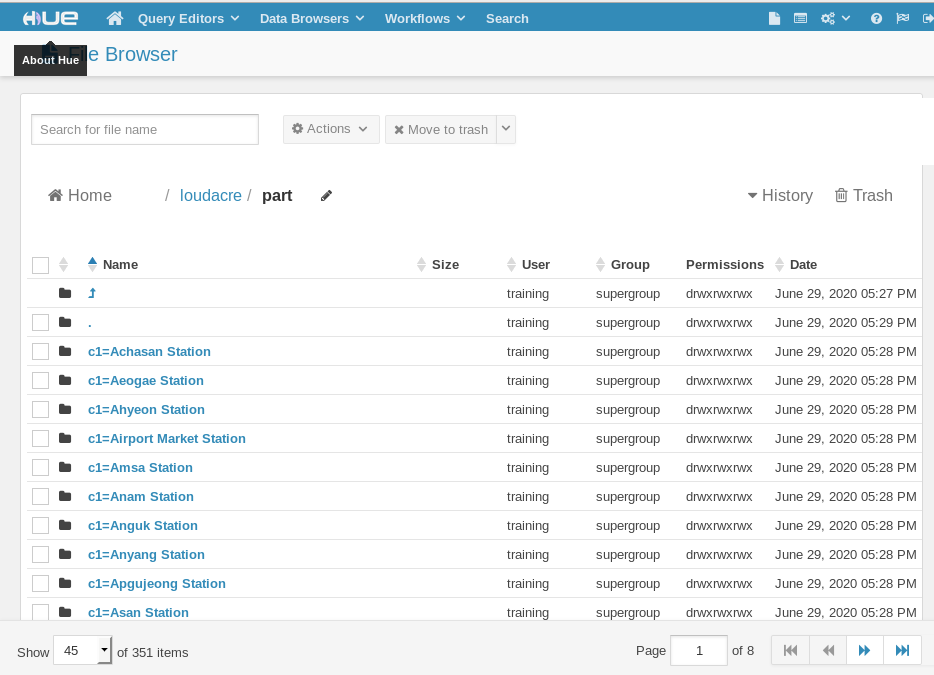 HUE Query Editors Data Browsers Workflows Search
File Browser
About Hue
Search for file name Actions Move to trash
Home / loudacre / part History Trash
Name Size User Group Permissions Date
training supergroup drwxrwxrwx June 29, 2020 05:27 PM
. training supergroup drwxrwxrwx June 29, 2020 05:29 PM
c1=Achasan Station training supergroup drwxrwxrwx June 29, 2020 05:28 PM
c1=Aeogae Station training supergroup drwxrwxrwx June 29, 2020 05:28 PM
c1=Ahyeon Station training supergroup drwxrwxrwx June 29, 2020 05:28 PM
c1=Airport Market Station training supergroup drwxrwxrwx June 29, 2020 05:28 PM
c1=Amsa Station training supergroup drwxrwxrwx June 29, 2020 05:28 PM
c1=Anam Station training supergroup drwxrwxrwx June 29, 2020 05:28 PM
c1=Anguk Station training supergroup drwxrwxrwx June 29, 2020 05:28 PM
c1=Anyang Station training supergroup drwxrwxrwx June 29, 2020 05:28 PM
c1=Apgujeong Station training supergroup drwxrwxrwx June 29, 2020 05:28 PM
c1=Asan Station training supergroup drwxrwxrwx June 29, 2020 05:28 PM
Show 45 of 351 items Page 1 of 8